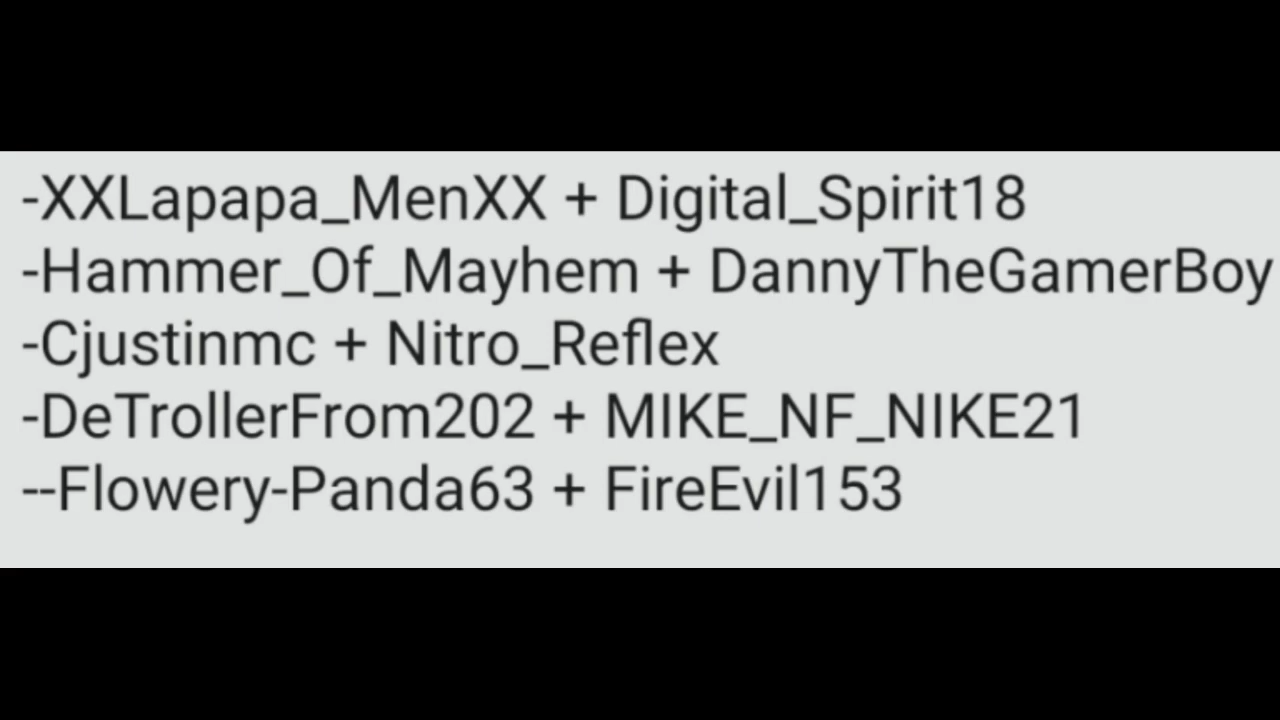 -XXLapapa_MenXX + Digital_Spirit18
-Hammer_Of_Mayhem + DannyTheGamerBoy
-Cjustinmc + Nitro_Reflex
-DeTrollerFrom202 + MIKE_NF_NIKE21
--Flowery-Panda63 + FireEvil153